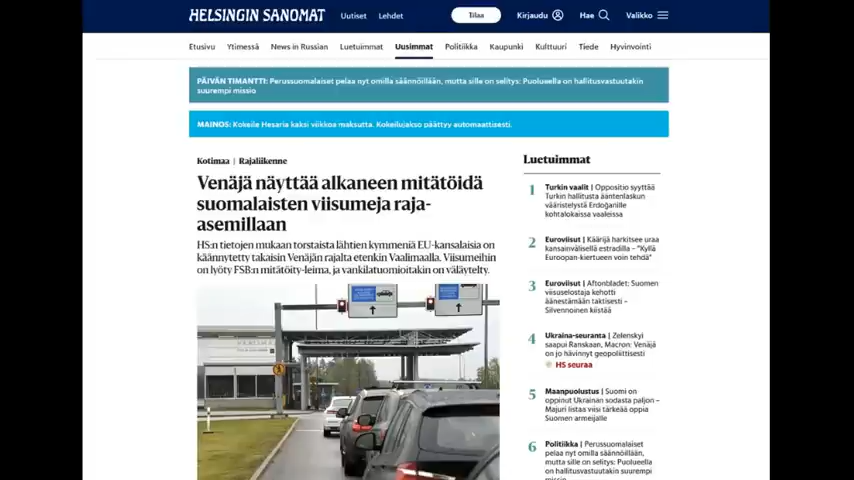 HELSINGIN SANOMAT
Uutiset
Lehdet
Tilaa
Kirjaudu
Hae
Valikko
Etusivu
Ytimessä
News in Russian
Luetuimmat
Uusimmat
Politiikka
Kaupunki
Kulttuuri
Tiede
Hyvinvointi
PÄIVÄN TIMANTTI: Perussuomalaiset pelaa nyt omilla säännöillään, mutta sille on selitys: Puolueella on hallitusvastuutakin
suurempi missio
MAINOS: Kokeile Hesaria kaksi viikkoa maksutta. Kokeilujakso päättyy automaattisesti.
Kotimaa | Rajaliikenne
Venäjä näyttää alkaneen mitätöidä
suomalaisten viisumeja raja-
asemillaan
HS:n tietojen mukaan torstaista lähtien kymmeniä EU-kansalaisia on
käännytetty takaisin Venäjän rajalta etenkin Vaalimaalla. Viisumeihin
on lyöty FSB:n mitätöity-leima, ja vankilatuomioitakin on väläytelty.
Luetuimmat
1
Turkin vaalit | Oppositio syyttää
Turkin hallitusta ääntenlaskun
vääristelystä Erdoğanille
kohtalokkaissa vaaleissa
2
Euroviisut | Käärijä harkitsee uraa
kansainvälisellä estradilla – "Kyllä
Euroopan-kiertueen voin tehdä"
3
Euroviisut | Aftonbladet: Suomen
viisuselostaja kehotti
äänestämään taktisesti –
Silvennoinen kiistää
4
Ukraina-seuranta | Zelenskyi
saapui Ranskaan, Macron: Venäjä
on jo hävinnyt geopoliittisesti
HS seuraa
5
Maanpuolustus | Suomi on
oppinut Ukrainan sodasta paljon –
Majuri listaa viisi tärkeää oppia
Suomen armeijalle
6
Politiikka | Perussuomalaiset
pelaa nyt omilla säännöillään,
mutta sille on selitys: Puolueella
on hallitusvastuutakin suurempi
missio